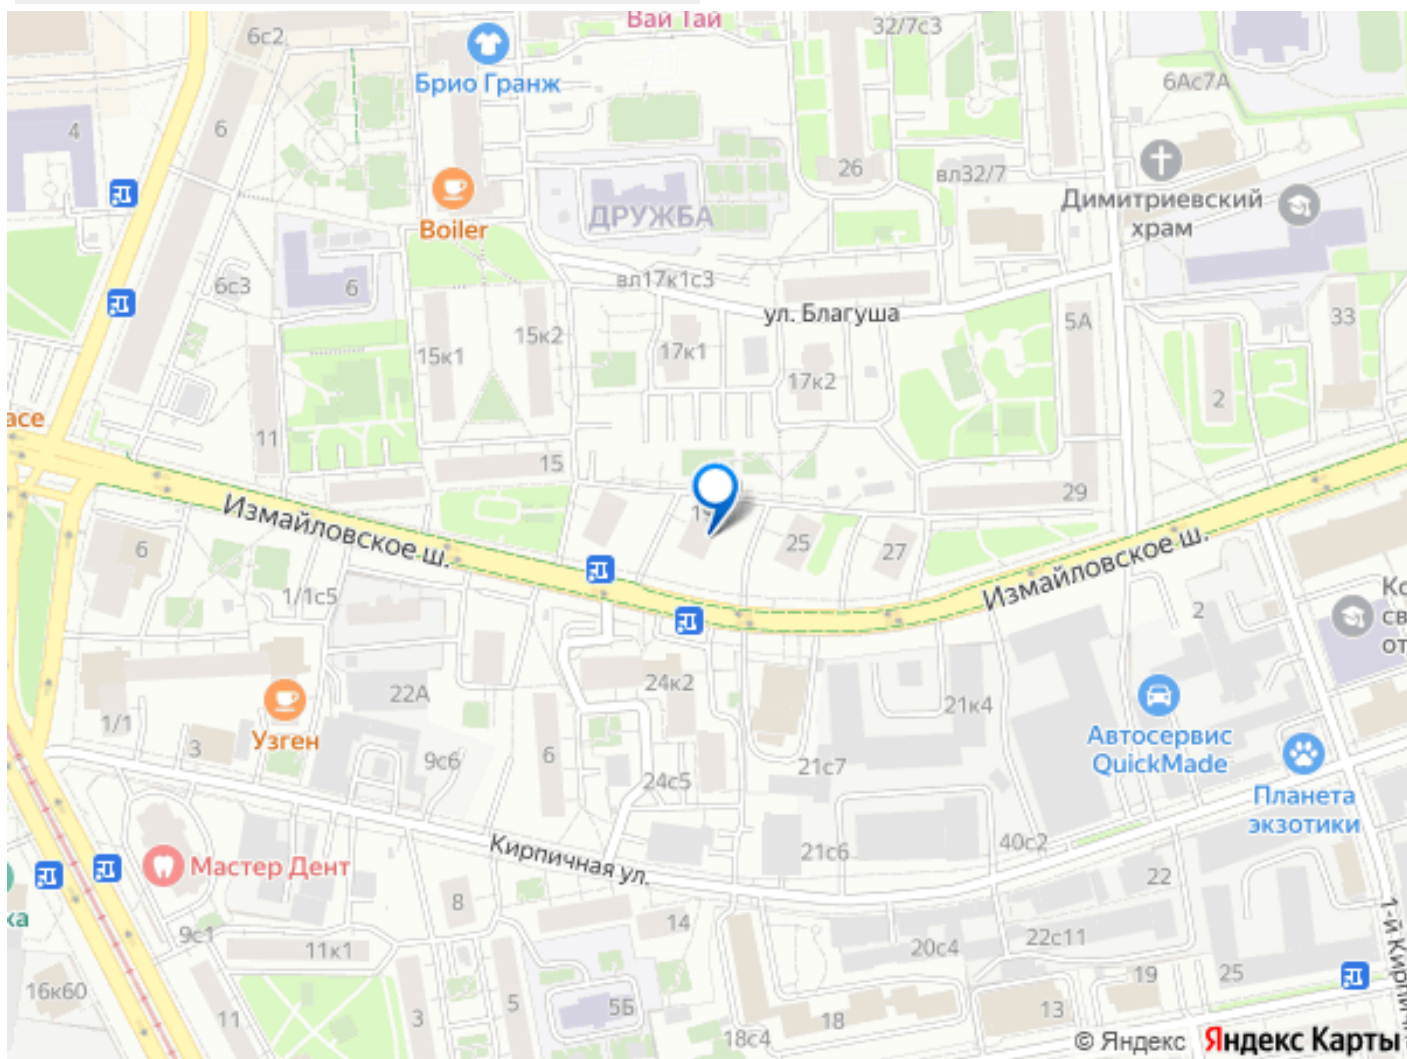 Вай Тай
6с2
32/7с3
Брио Гранж
6Ас7А
4
6
26
вл32/7
Димитриевский
храм
ДРУЖБА
Boiler
6с3
6
вл17к1с3
ул. Благуша
5А
33
15к2
15к1
17к1
17к2
2
11
15
29
Измайловское ш.
25
27
Измайловское ш.
6
1/1с5
2
22А
24к2
21к4
1/1
Узген
3
9с6
6
24с5
21с7
Автосервис
QuickMade
Планета
экзотики
Кирпичная ул.
21с6
40с2
Мастер Дент
22
8
14
9с1
11к1
20с4
22с11
19
25
16к60
11
3
5
5Б
18
13
18с4
© Яндекс
Яндекс Карты